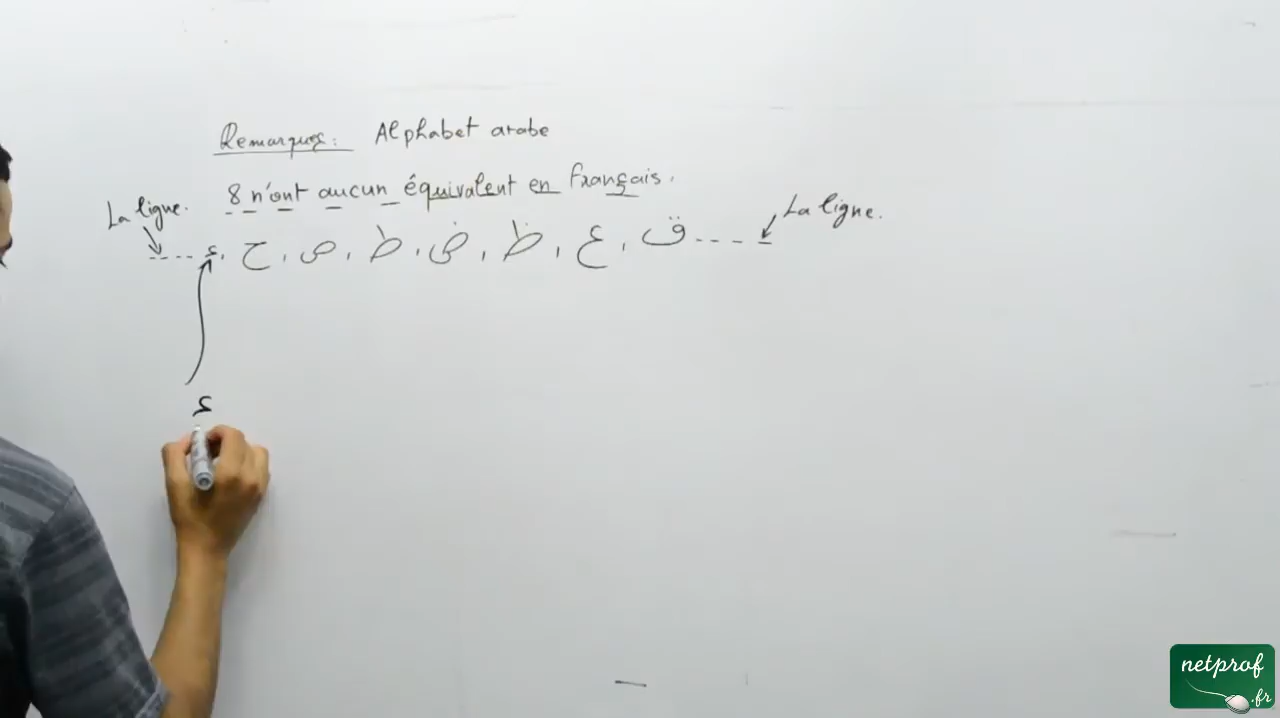 Remarques: Alphabet arabe
8 n'ont aucun équivalent en français.
La ligne.
La ligne.
ء, ح, ص, ط, ض, ظ, ع, ق
ء
netprof
.fr